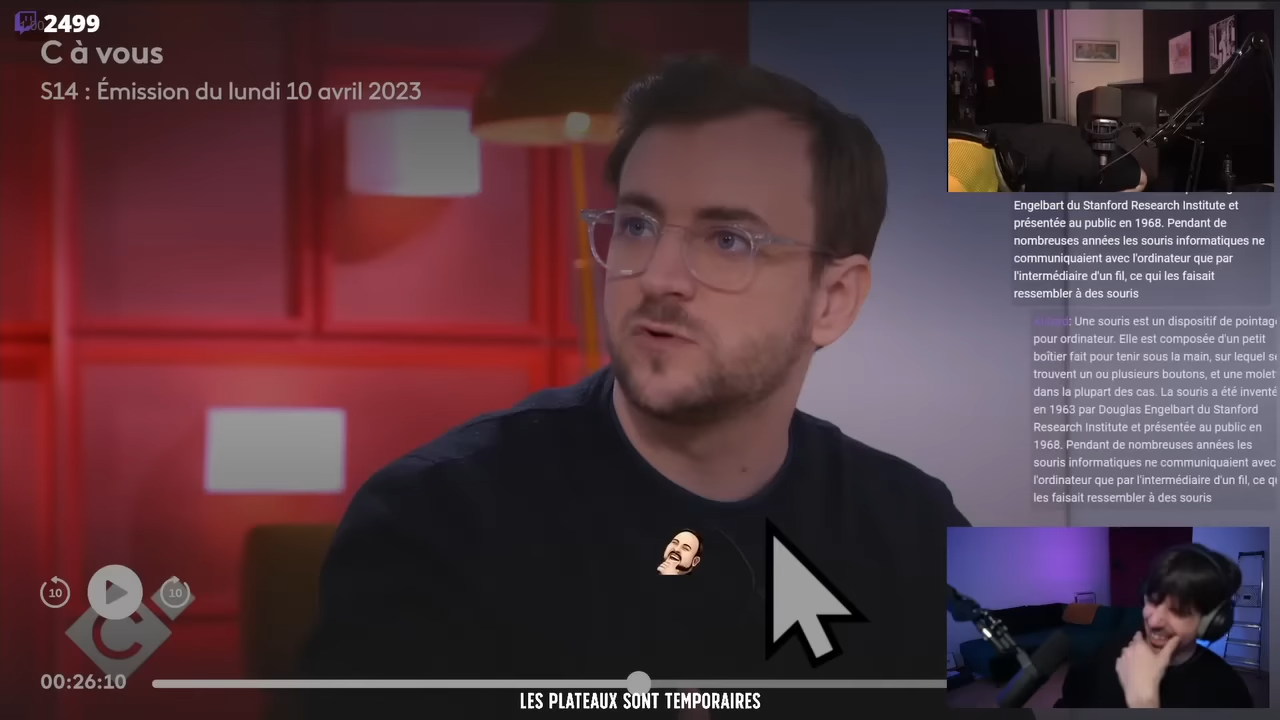 2499
C à vous
S14 : Émission du lundi 10 avril 2023
Engelbart du Stanford Research Institute et
présentée au public en 1968. Pendant de
nombreuses années les souris informatiques ne
communiquaient avec l'ordinateur que par
l'intermédiaire d'un fil, ce qui les faisait
ressembler à des souris
: Une souris est un dispositif de pointage
pour ordinateur. Elle est composée d'un petit
boîtier fait pour tenir sous la main, sur lequel se
trouvent un ou plusieurs boutons, et une molet
dans la plupart des cas. La souris a été inventé
en 1963 par Douglas Engelbart du Stanford
Research Institute et présentée au public en
1968. Pendant de nombreuses années les
souris informatiques ne communiquaient avec
l'ordinateur que par l'intermédiaire d'un fil, ce qu
les faisait ressembler à des souris
10
10
C
00:26:10
LES PLATEAUX SONT TEMPORAIRES